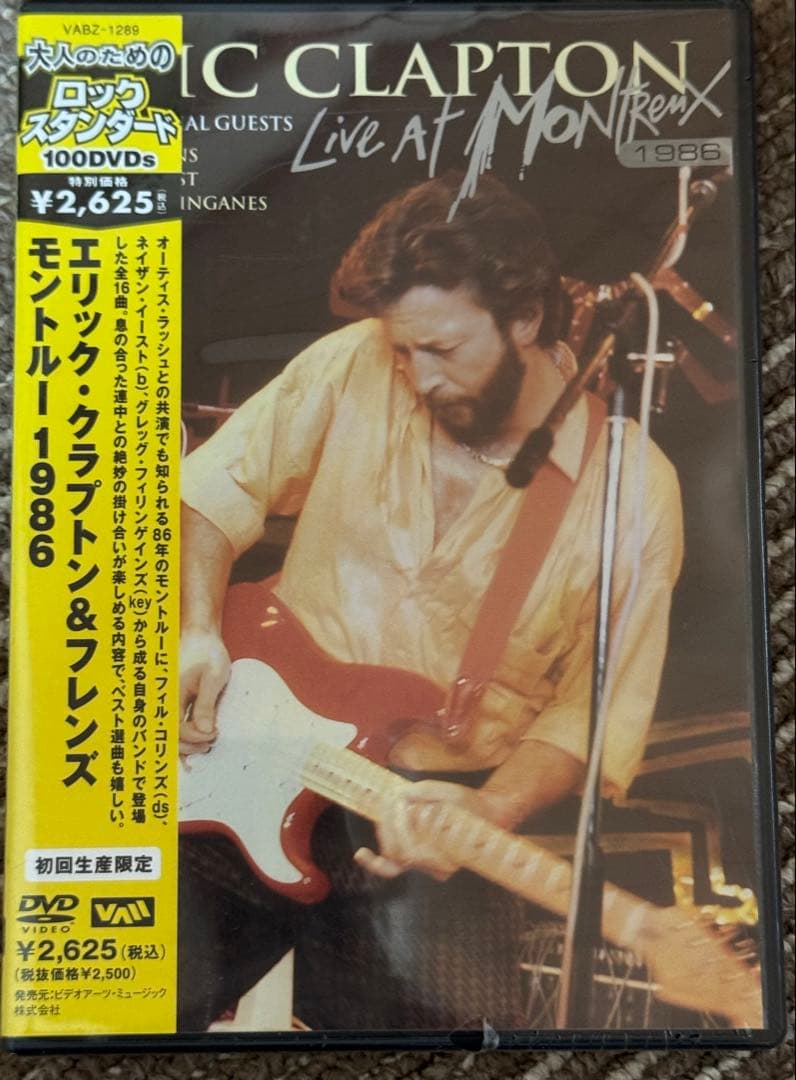 VABZ-1289
大人のための
ロック
スタンダード
100DVDs
特別価格
¥2,625(税込)
IC CLAPTON
AL GUESTS
NS
ST
INGANES
Live At Montreux
1986
オーティス・ラッシュとの共演でも知られる86年のモントルーに、フィル・コリンズ(ds)、
ネイザン・イースト(b)、グレッグ・フィリンゲインズ(key)から成る自身のバンドで登場
した全16曲。息の合った連中との絶妙の掛け合いが楽しめる内容で、ベスト選曲も嬉しい。
エリック・クラプトン&フレンズ
モントルー1986
初回生産限定
DVD
VIDEO
VAM
¥2,625(税込)
(税抜価格¥2,500)
発売元:ビデオアーツ・ミュージック
株式会社